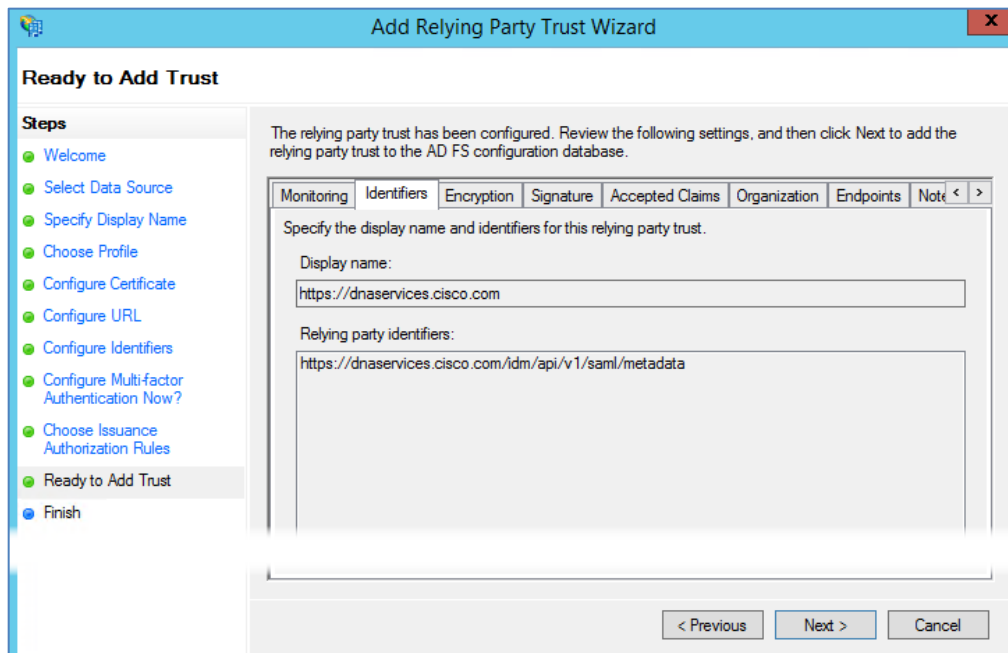 Add Relying Party Trust Wizard
X
Ready to Add Trust
Steps
Welcome
Select Data Source
Specify Display Name
Choose Profile
Configure Certificate
Configure URL
Configure Identifiers
Configure Multi-factor
Authentication Now?
Choose Issuance
Authorization Rules
Ready to Add Trust
Finish
The relying party trust has been configured. Review the following settings, and then click Next to add the
relying party trust to the AD FS configuration database.
Monitoring Identifiers Encryption Signature Accepted Claims Organization Endpoints Note < >
Specify the display name and identifiers for this relying party trust.
Display name:
https://dnaservices.cisco.com
Relying party identifiers:
https://dnaservices.cisco.com/idm/api/v1/saml/metadata
< Previous Next > Cancel